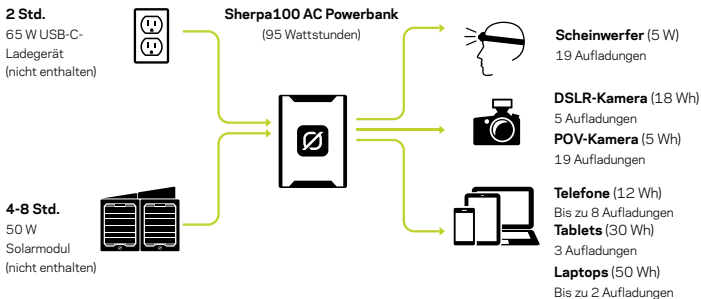 2 Std.
65 W USB-C-
Ladegerät
(nicht enthalten)
4-8 Std.
50 W
Solarmodul
(nicht enthalten)
Sherpa100 AC Powerbank
(95 Wattstunden)
Scheinwerfer (5 W)
19 Aufladungen
DSLR-Kamera (18 Wh)
5 Aufladungen
POV-Kamera (5 Wh)
19 Aufladungen
Telefone (12 Wh)
Bis zu 8 Aufladungen
Tablets (30 Wh)
3 Aufladungen
Laptops (50 Wh)
Bis zu 2 Aufladungen